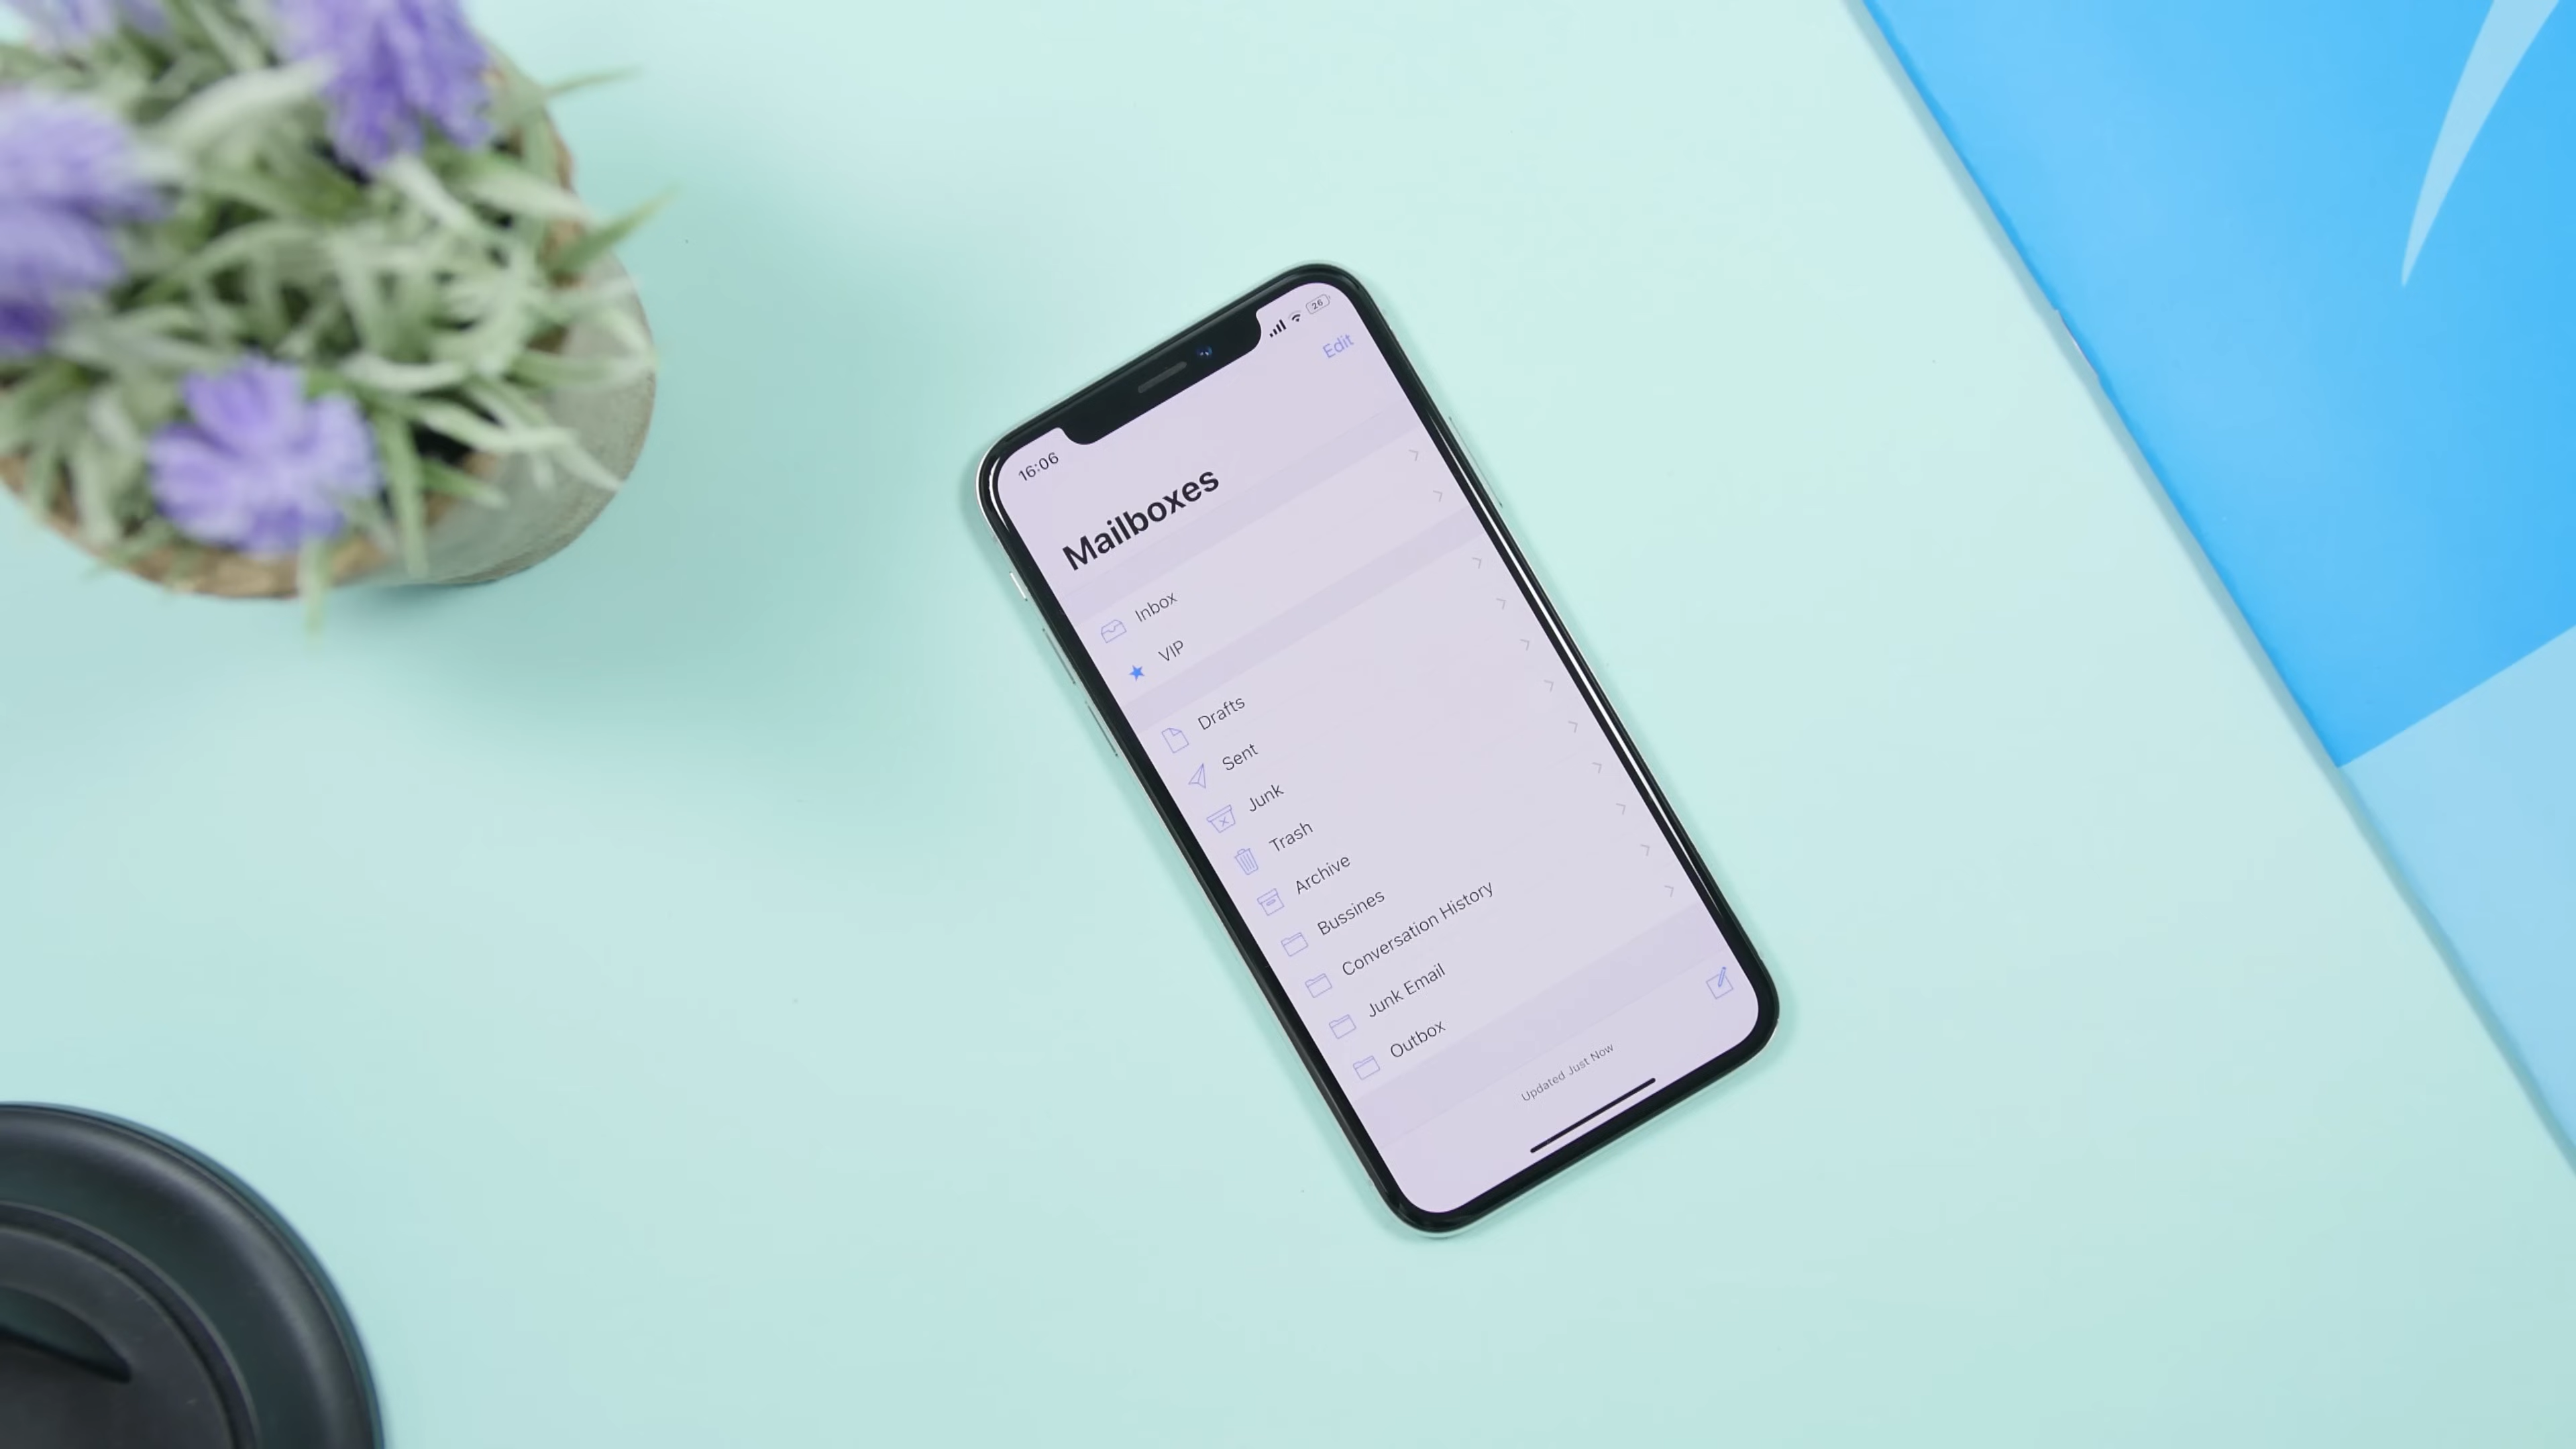 16:06
26
Edit
Mailboxes
Inbox
VIP
Drafts
Sent
Junk
Trash
Archive
Bussines
Conversation History
Junk Email
Outbox
Updated Just Now